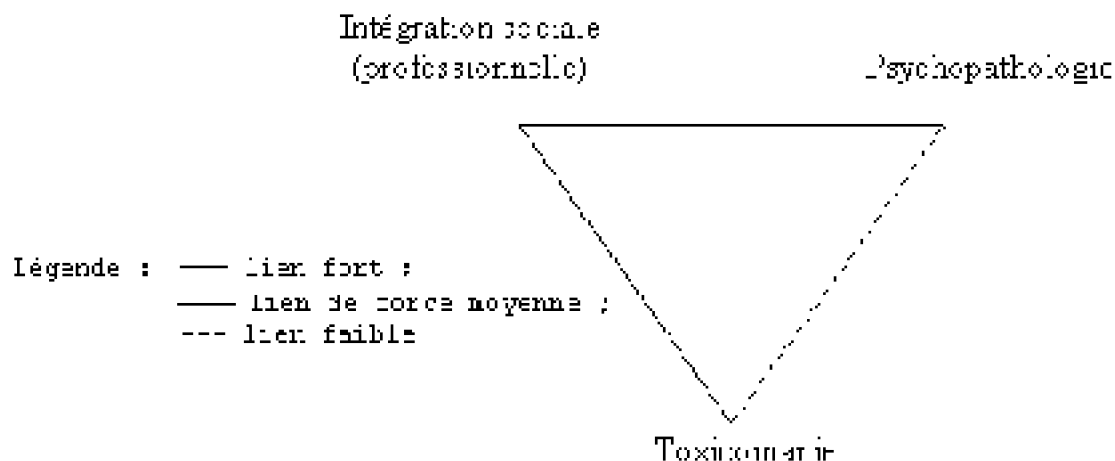 Intégration sociale
(professionnelle)
Psychopathologie
Légende : lien fort ;
lien de force moyenne ;
--- lien faible
Toxicomanie